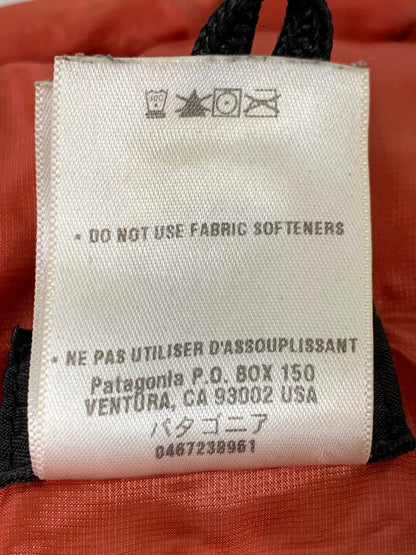 • DO NOT USE FABRIC SOFTENERS
• NE PAS UTILISER D'ASSOUPLISSANT
Patagonia P.O. BOX 150
VENTURA, CA 93002 USA
パタゴニア
0467238961